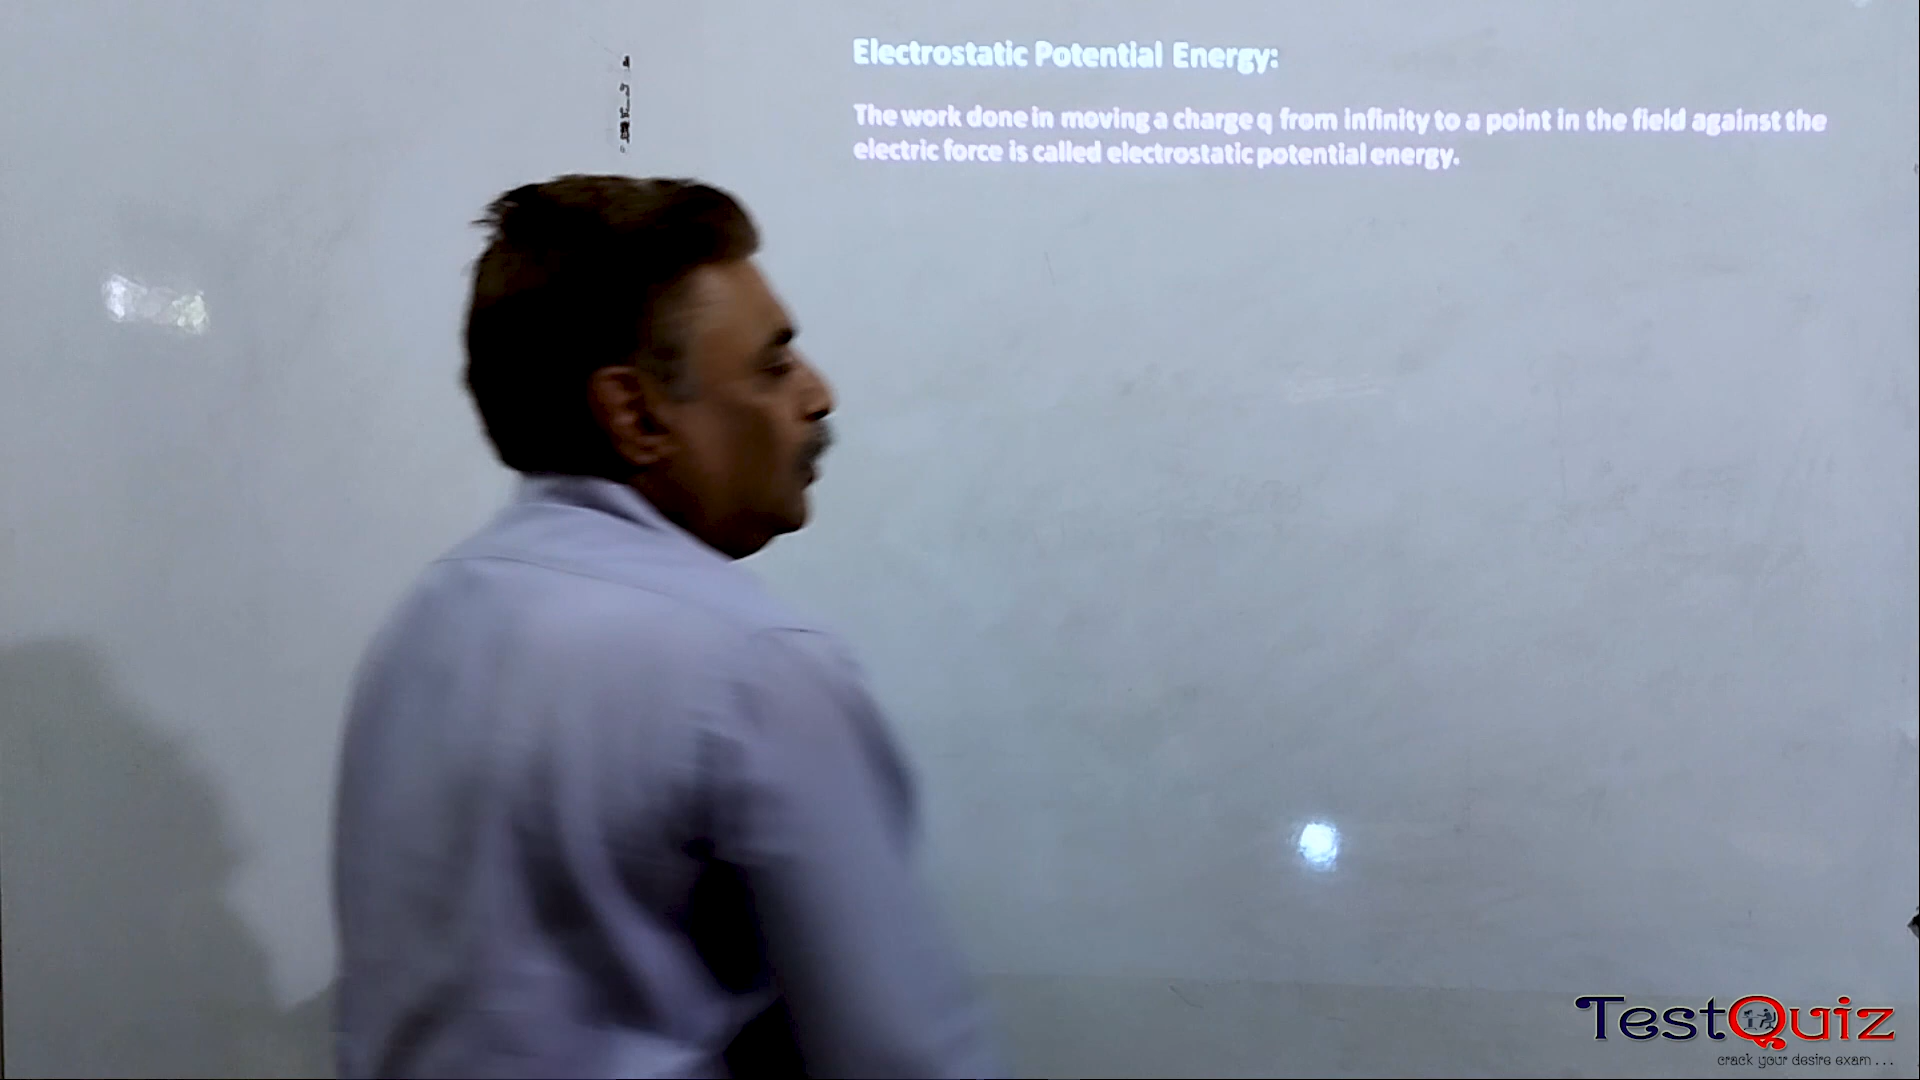 Electrostatic Potential Energy:
The work done in moving a charge q from infinity to a point in the field against the
electric force is called electrostatic potential energy.
TestQuiz
crack your desire exam...